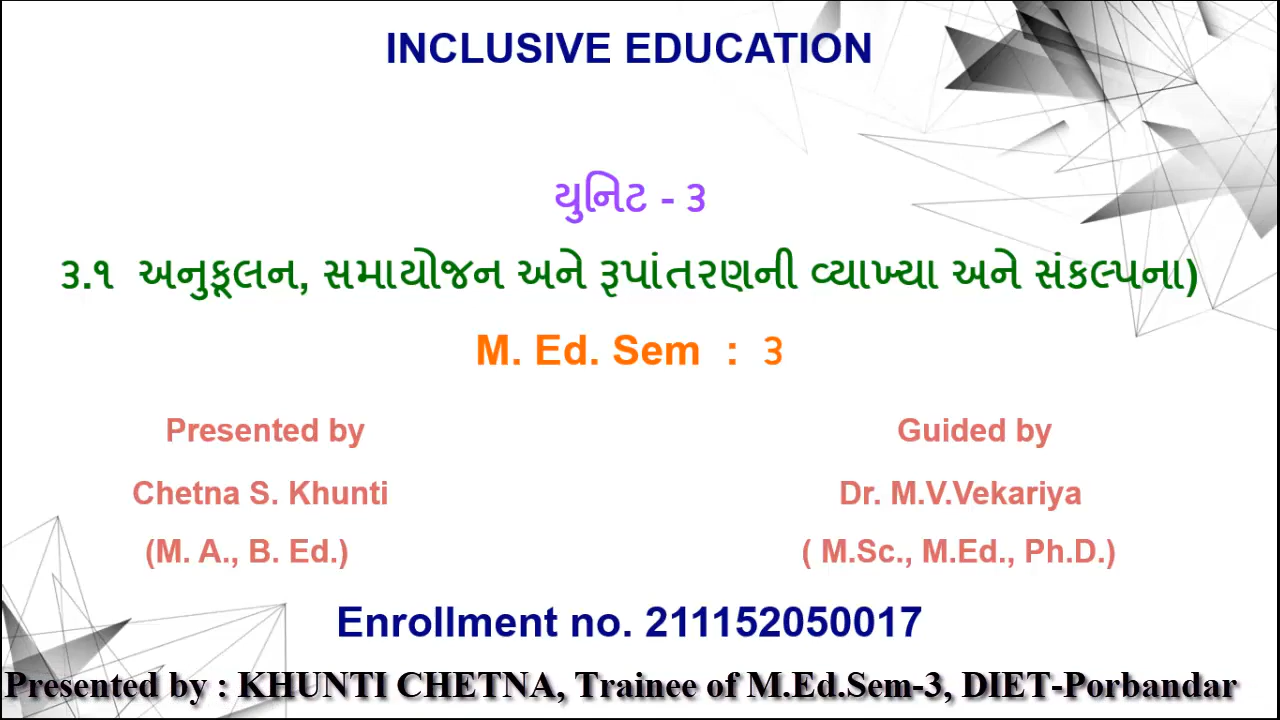 INCLUSIVE EDUCATION
યુનિટ - ૩
૩.૧ અનુકૂલન, સમાયોજન અને રૂપાંતરણની વ્યાખ્યા અને સંકલ્પના)
M. Ed. Sem : ૩
Presented by
Guided by
Chetna S. Khunti
Dr. M.V.Vekariya
(M. A., B. Ed.)
( M.Sc., M.Ed., Ph.D.)
Enrollment no. 211152050017
Presented by : KHUNTI CHETNA, Trainee of M.Ed.Sem-3, DIET-Porbandar